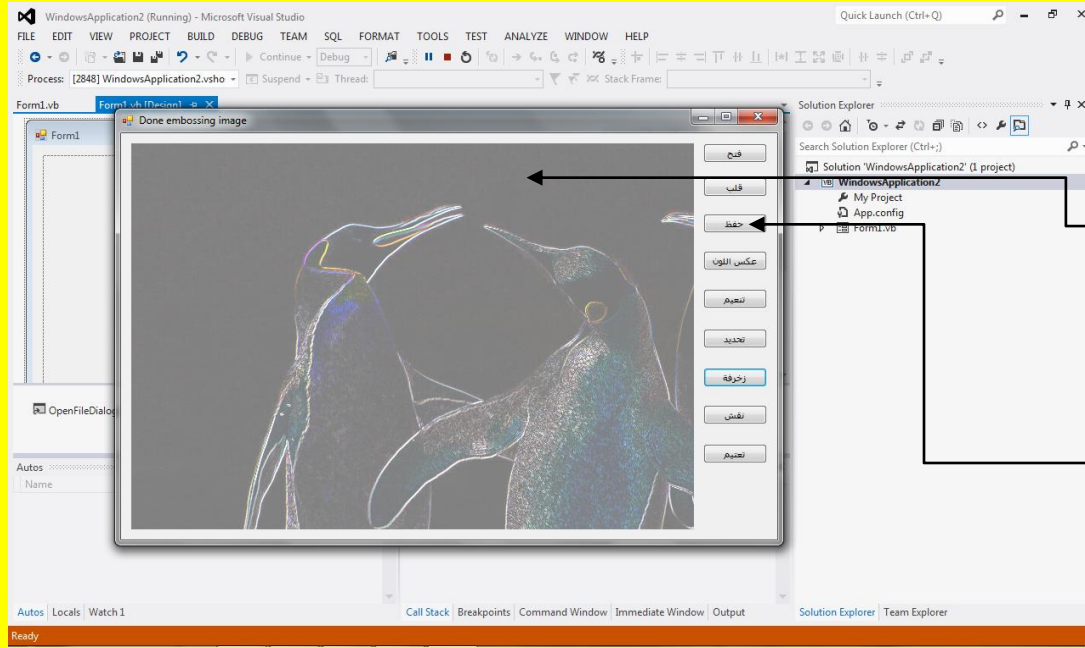 WindowsApplication2 (Running) - Microsoft Visual Studio
Quick Launch (Ctrl+Q)
FILE EDIT VIEW PROJECT BUILD DEBUG TEAM SQL FORMAT TOOLS TEST ANALYZE WINDOW HELP
Continue Debug
Process: [2848] WindowsApplication2.vsho Suspend Thread: Stack Frame:
Form1.vb Form1.vb [Design]
Form1
OpenFileDialog
Done embossing image
فتح
قلب
حفظ
عكس اللون
تنعيم
تحديد
زخرفة
نقش
تعتيم
Solution Explorer
Search Solution Explorer (Ctrl+;)
Solution 'WindowsApplication2' (1 project)
WindowsApplication2
My Project
App.config
Form1.vb
Autos
Name
Autos Locals Watch 1
Call Stack Breakpoints Command Window Immediate Window Output
Solution Explorer Team Explorer
Ready